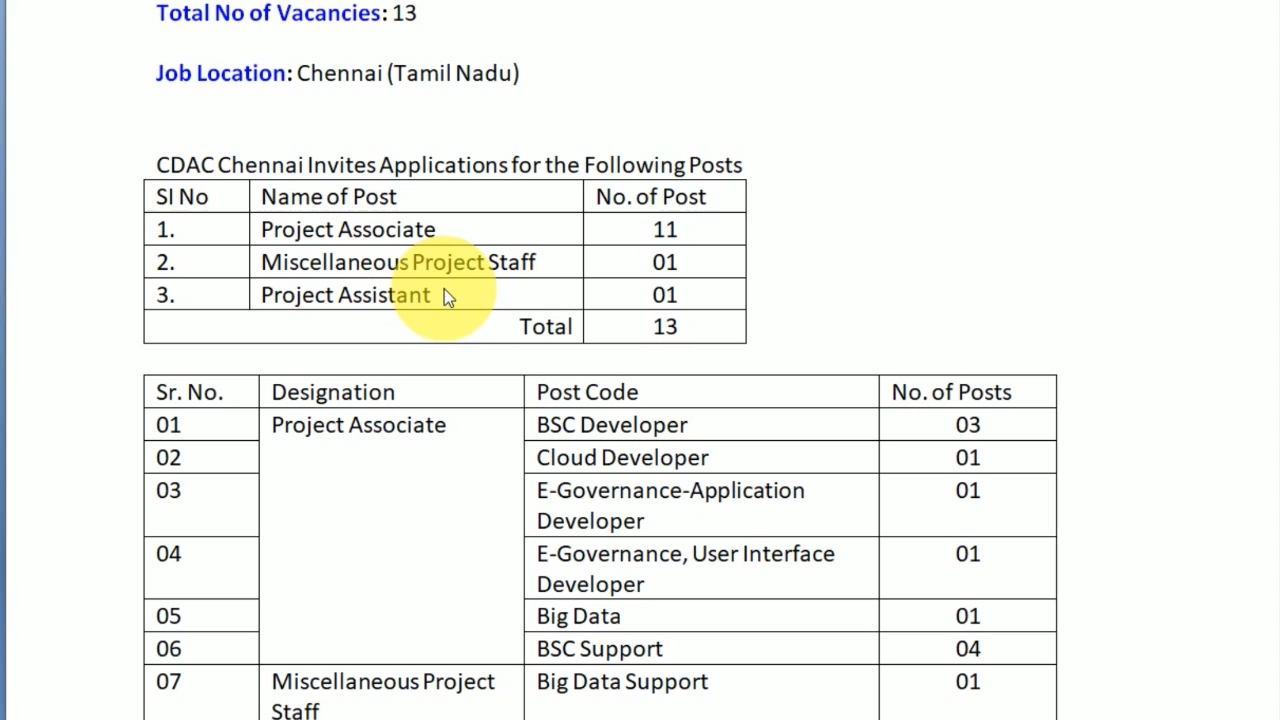 Total No of Vacancies: 13
Job Location: Chennai (Tamil Nadu)
CDAC Chennai Invites Applications for the Following Posts
SI No Name of Post No. of Post
1. Project Associate 11
2. Miscellaneous Project Staff 01
3. Project Assistant 01
Total 13
Sr. No. Designation Post Code No. of Posts
01 Project Associate BSC Developer 03
02 Cloud Developer 01
03 E-Governance-Application 01
Developer
04 E-Governance, User Interface 01
Developer
05 Big Data 01
06 BSC Support 04
07 Miscellaneous Project Big Data Support 01
Staff